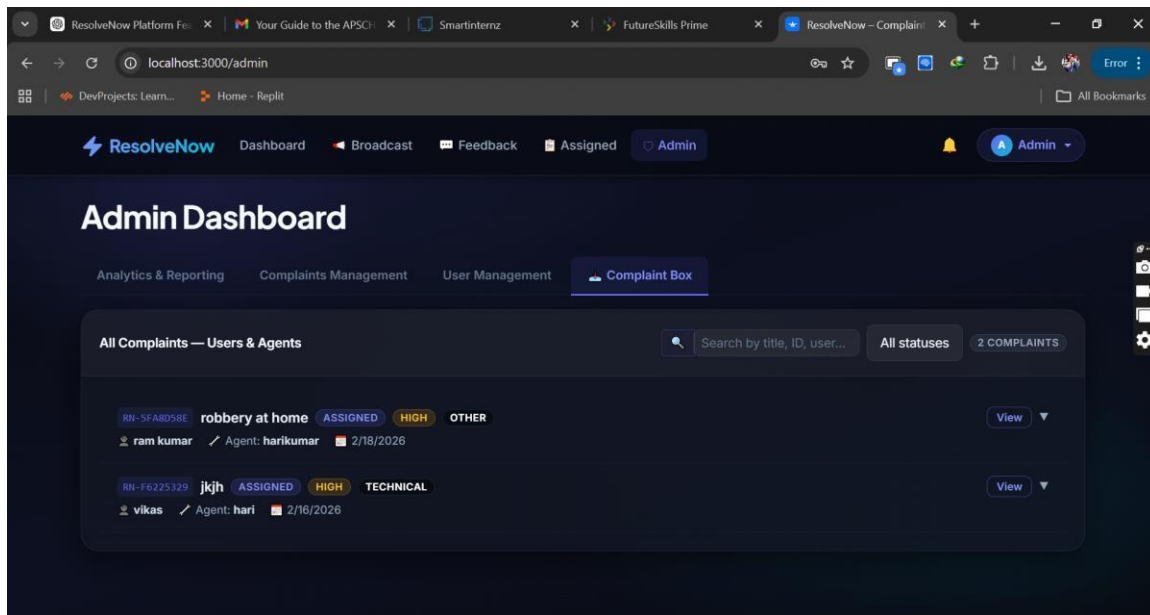 ResolveNow Platform Fea
Your Guide to the APSCH
Smartinternz
FutureSkills Prime
ResolveNow – Complaint
localhost:3000/admin
Error
DevProjects: Learn...
Home - Replit
All Bookmarks
ResolveNow Dashboard Broadcast Feedback Assigned Admin
A Admin
Admin Dashboard
Analytics & Reporting Complaints Management User Management Complaint Box
All Complaints — Users & Agents
Search by title, ID, user... All statuses 2 COMPLAINTS
RN-5FA8D58E robbery at home ASSIGNED HIGH OTHER View
ram kumar Agent: harikumar 2/18/2026
RN-F6225329 jkjh ASSIGNED HIGH TECHNICAL View
vikas Agent: hari 2/16/2026